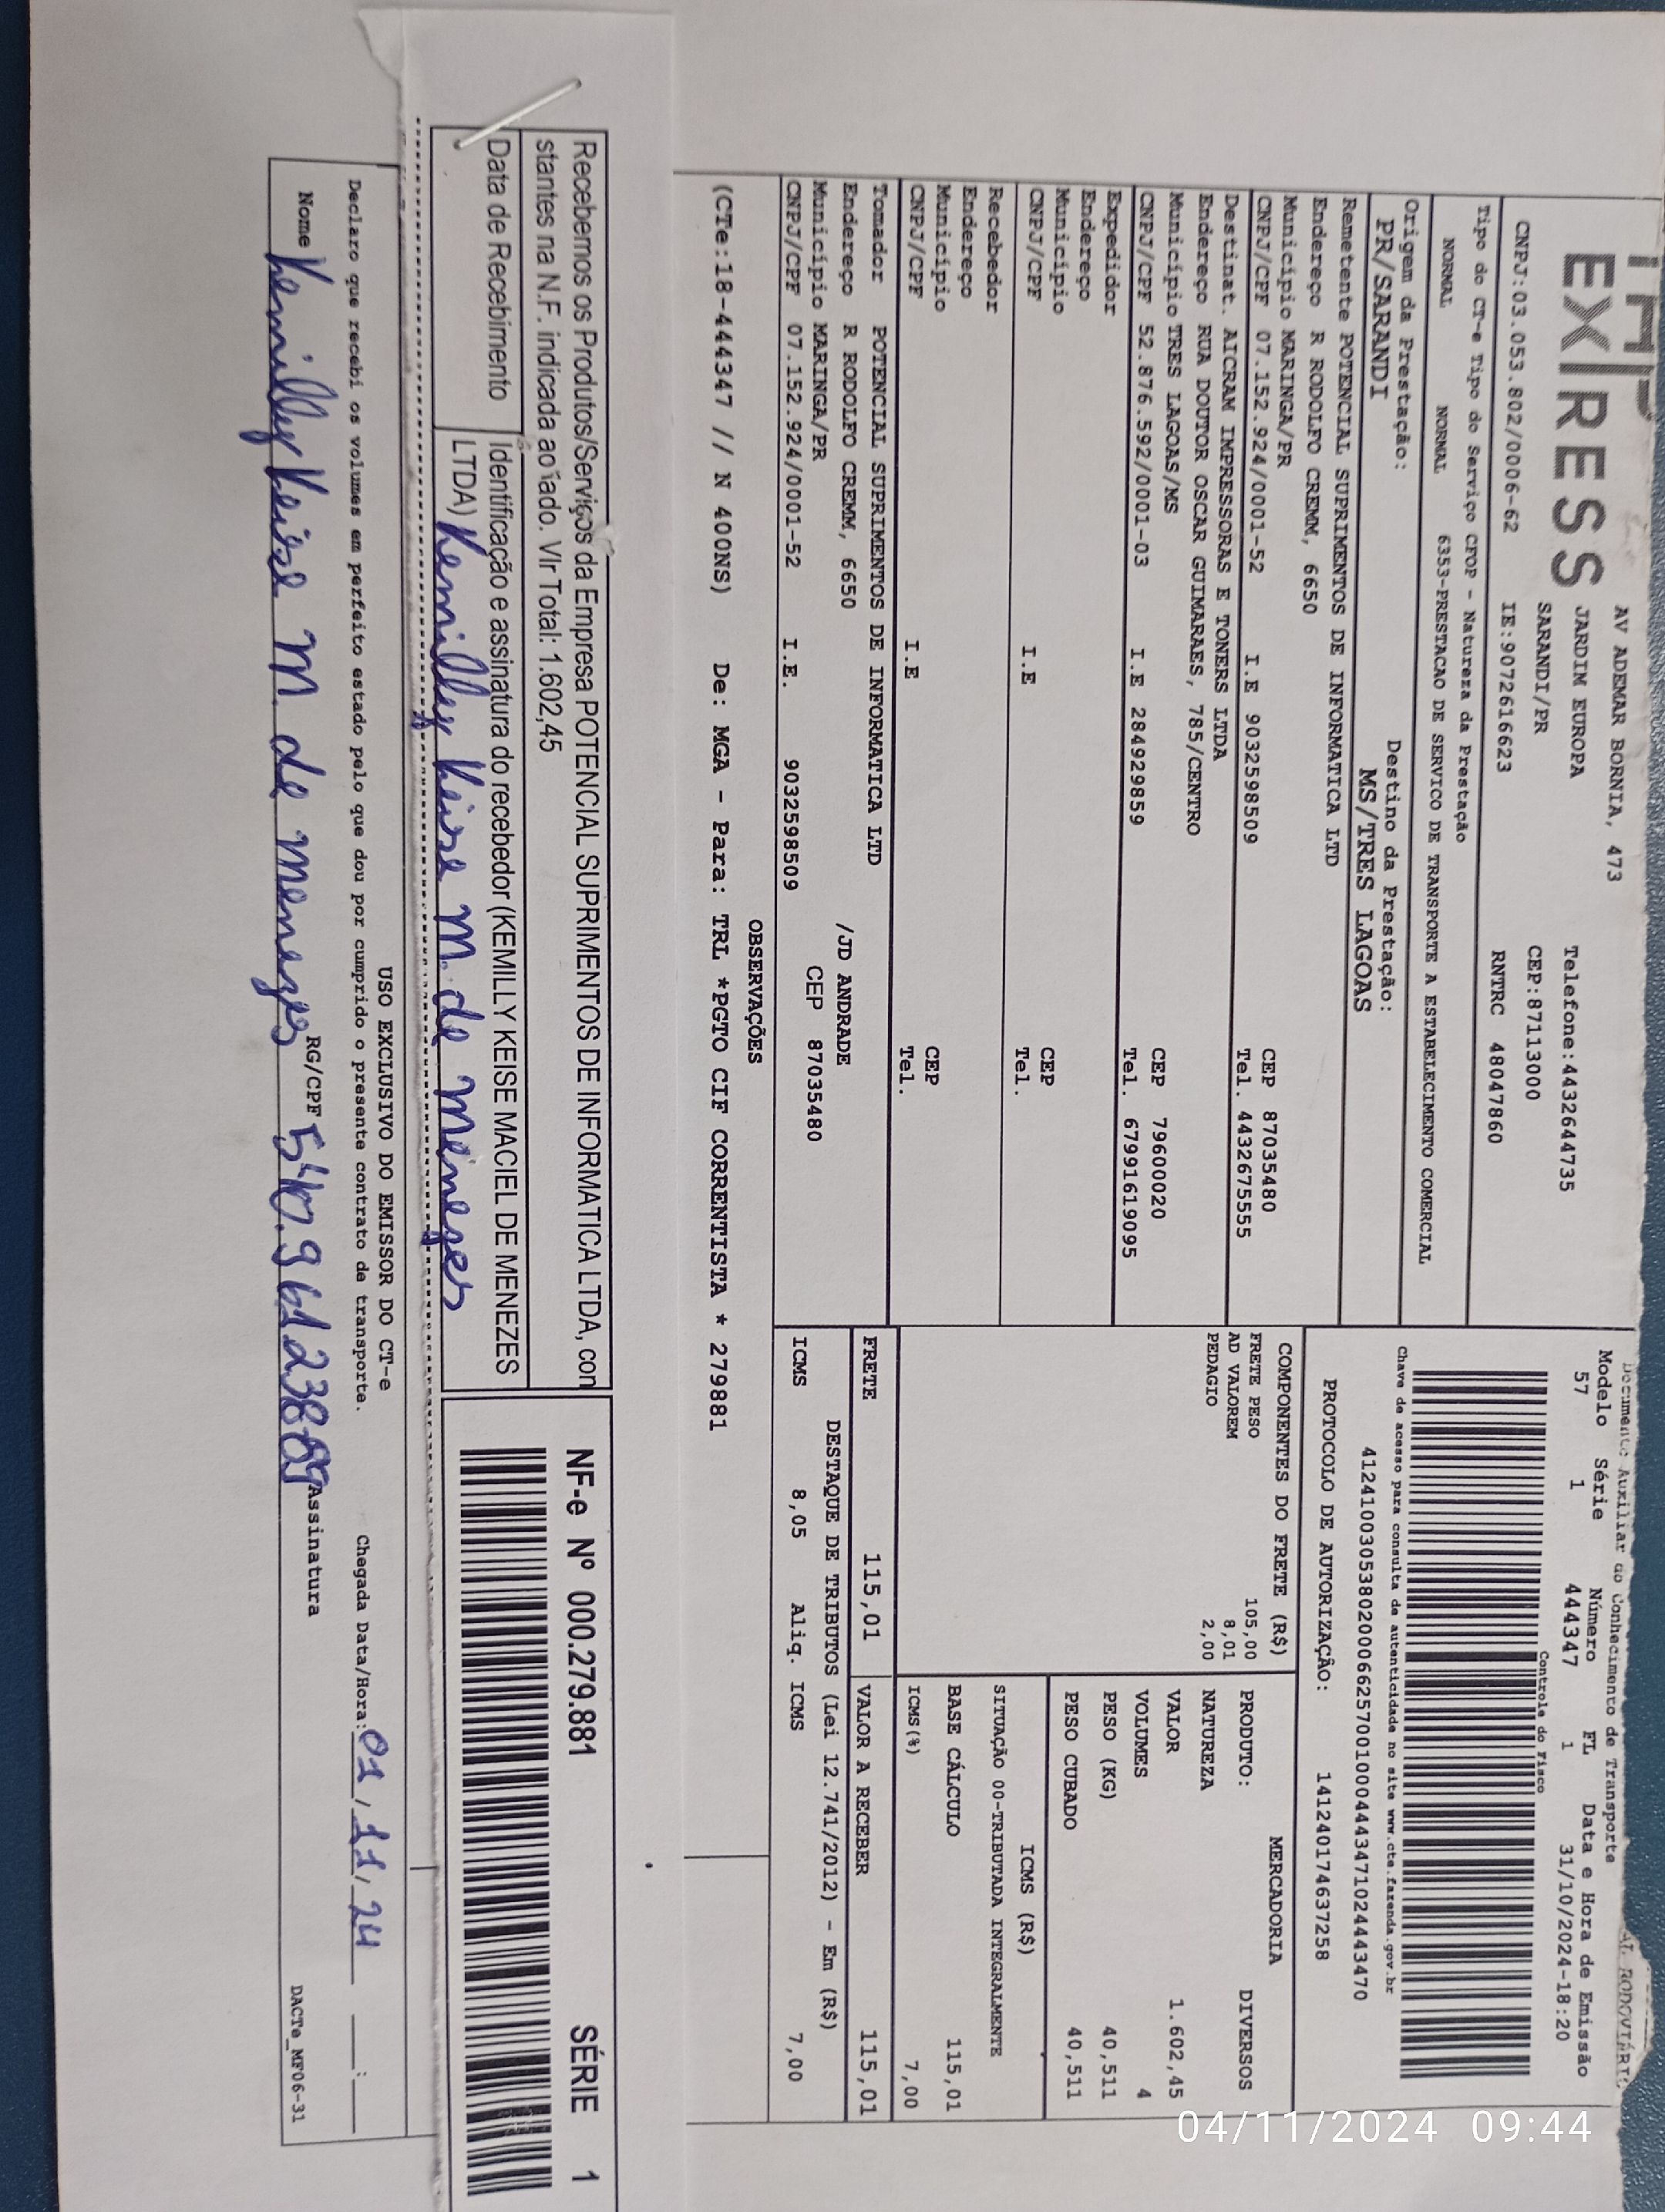 EXPRESS
AV ADEMAR BORNIA, 473
JARDIM EUROPA
Telefone:4432644735
SARANDI/PR
CEP:87113000
CNPJ:03.053.802/0006-62
IE:9072616623
RNTRC 48047860
Tipo do CT-e Tipo do Serviço CFOP - Natureza da Prestação
NORMAL NORMAL 6353-PRESTACAO DE SERVICO DE TRANSPORTE A ESTABELECIMENTO COMERCIAL
Origem da Prestação: Destino da Prestação:
PR/SARANDI MS/TRES LAGOAS
Documento Auxiliar do Conhecimento de Transporte
Modelo Série Número FL Data e Hora de Emissão
57 1 444347 1 31/10/2024-18:20
Controle do Fisco
Chave de acesso para consulta de autenticidade no site www.cte.fazenda.gov.br
41241003053802000662570010004443471024443470
PROTOCOLO DE AUTORIZAÇÃO: 141240174637258
Remetente POTENCIAL SUPRIMENTOS DE INFORMATICA LTD
Endereço R RODOLFO CREMM, 6650
Município MARINGA/PR CEP 87035480
CNPJ/CPF 07.152.924/0001-52 I.E 9032598509 Tel. 4432675555
Destinat. AICRAM IMPRESSORAS E TONERS LTDA
Endereço RUA DOUTOR OSCAR GUIMARAES, 785/CENTRO
Município TRES LAGOAS/MS CEP 79600020
CNPJ/CPF 52.876.592/0001-03 I.E 284929859 Tel. 67991619095
Expedidor
Endereço
Município CEP
CNPJ/CPF I.E Tel.
Recebedor
Endereço
Município CEP
CNPJ/CPF I.E Tel.
Tomador POTENCIAL SUPRIMENTOS DE INFORMATICA LTD
Endereço R RODOLFO CREMM, 6650 /JD ANDRADE
Município MARINGA/PR CEP 87035480
CNPJ/CPF 07.152.924/0001-52 I.E. 9032598509
COMPONENTES DO FRETE (R$)
FRETE PESO 105,00
AD VALOREM 8,01
PEDAGIO 2,00
MERCADORIA
PRODUTO: DIVERSOS
NATUREZA
VALOR 1.602,45
VOLUMES 4
PESO (KG) 40,511
PESO CUBADO 40,511
ICMS (R$)
SITUAÇÃO 00-TRIBUTADA INTEGRALMENTE
BASE CÁLCULO 115,01
ICMS(%) 7,00
FRETE 115,01 VALOR A RECEBER 115,01
DESTAQUE DE TRIBUTOS (Lei 12.741/2012) - Em (R$)
ICMS 8,05 Aliq. ICMS 7,00
OBSERVAÇÕES
(CTe:18-444347 // N 400NS) De: MGA - Para: TRL *PGTO CIF CORRENTISTA * 279881
Recebemos os Produtos/Serviços da Empresa POTENCIAL SUPRIMENTOS DE INFORMATICA LTDA, con
stantes na N.F. indicada ao lado. Vlr Total: 1.602,45
Data de Recebimento
Identificação e assinatura do recebedor (KEMILLY KEISE MACIEL DE MENEZES
LTDA) Kemilley Keise M. de menezes
NF-e Nº 000.279.881 SÉRIE 1
USO EXCLUSIVO DO EMISSOR DO CT-e
Declaro que recebi os volumes em perfeito estado pelo que dou por cumprido o presente contrato de transporte.
Chegada Data/Hora: 01/11/24 :
Nome Kemilley Keise M. de menezes RG/CPF Assinatura
DACTe_MF06-31
04/11/2024 09:44